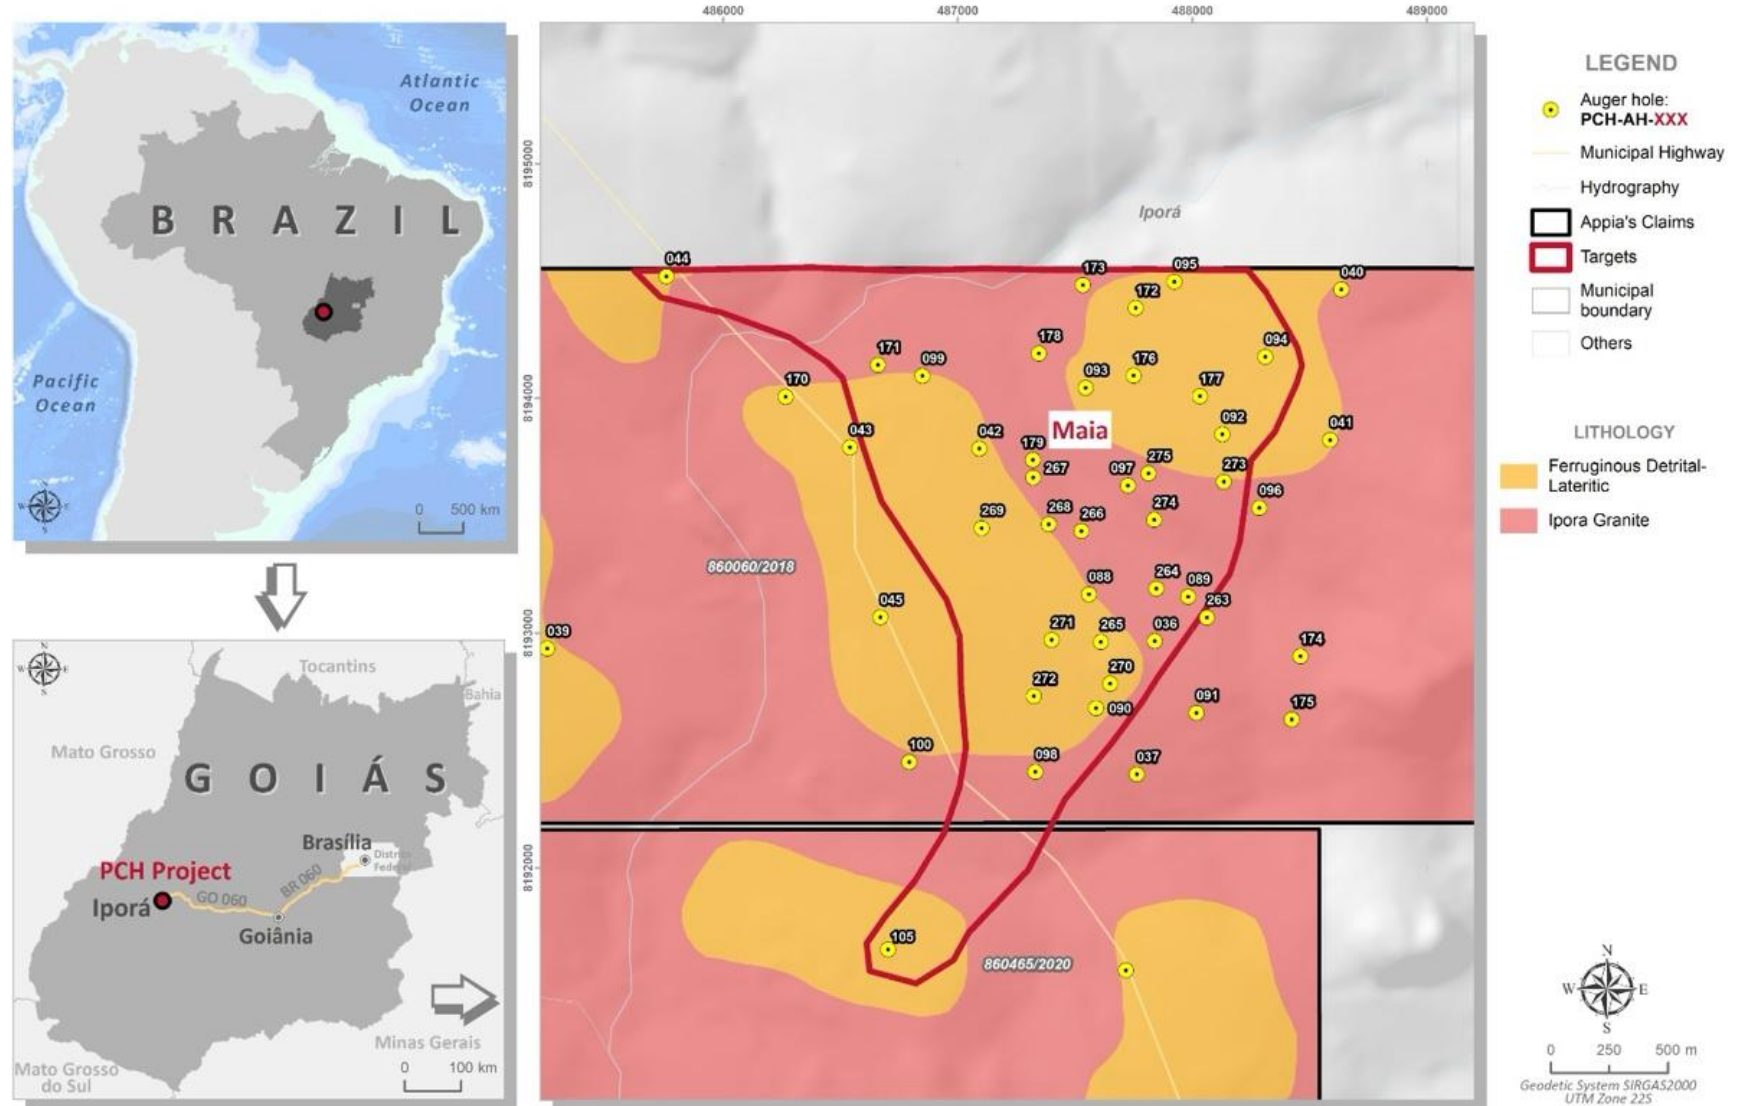 Atlantic
Ocean
B R A Z I L
Pacific
Ocean
N
W E
S
0 500 km
N
W E
S
Tocantins
Bahia
Mato Grosso
G O I Á S
Brasília
Distrito
Federal
PCH Project
BR 060
GO 060
Iporá
Goiânia
Minas Gerais
Mato Grosso
do Sul
0 100 km
486000 487000 488000 489000
8195000
8194000
8193000
8192000
Iporá
044
173
095
040
172
178
094
171
099
176
093
170
177
092
041
043
042
Maia
179
267
275
097
273
096
269
268
266
274
860060/2018
088
264
089
045
263
039
271
265
036
174
270
272
090
091
175
100
098
037
105
860465/2020
LEGEND
Auger hole:
PCH-AH-XXX
Municipal Highway
Hydrography
Appia's Claims
Targets
Municipal
boundary
Others
LITHOLOGY
Ferruginous Detrital-
Lateritic
Ipora Granite
N
W E
S
0 250 500 m
Geodetic System SIRGAS2000
UTM Zone 22S